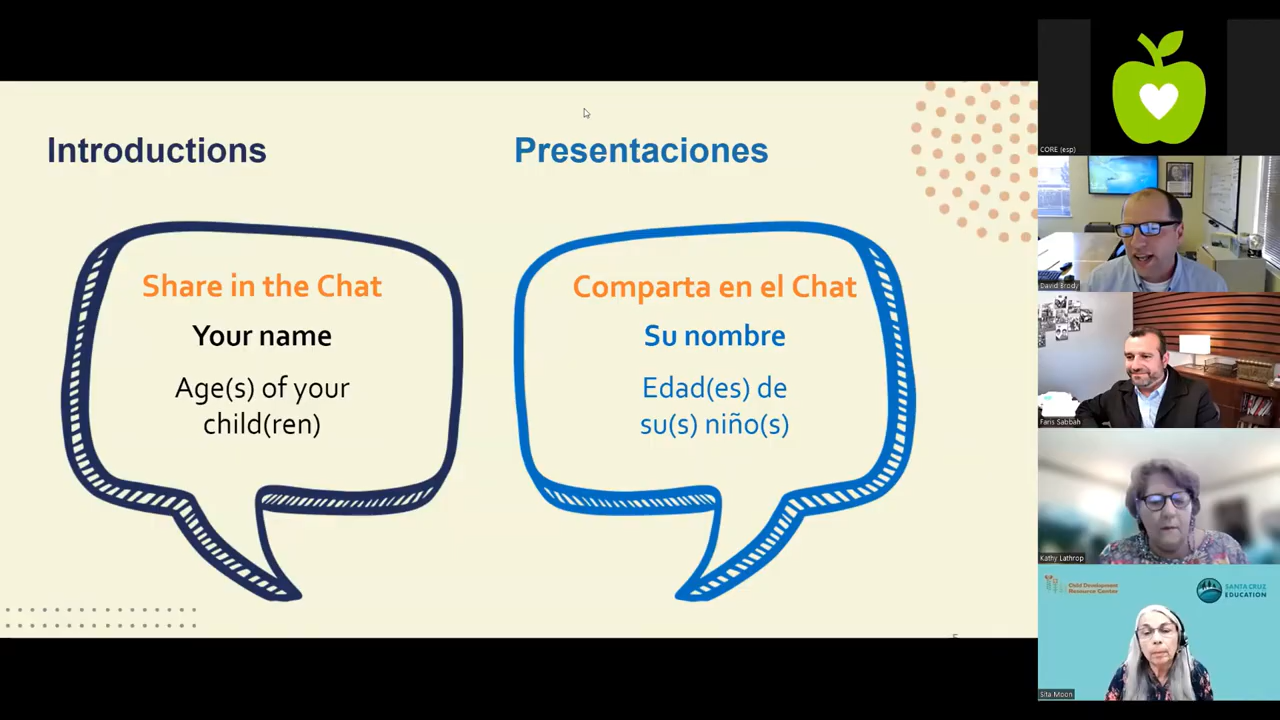 Introductions
Share in the Chat
Your name
Age(s) of your
child(ren)
Presentaciones
Comparta en el Chat
Su nombre
Edad(es) de
su(s) niño(s)
CORE (esp)
David Brody
Faris Sabbah
Kathy Lathrop
Child Development
Resource Center
SANTA CRUZ
EDUCATION
Sita Moon